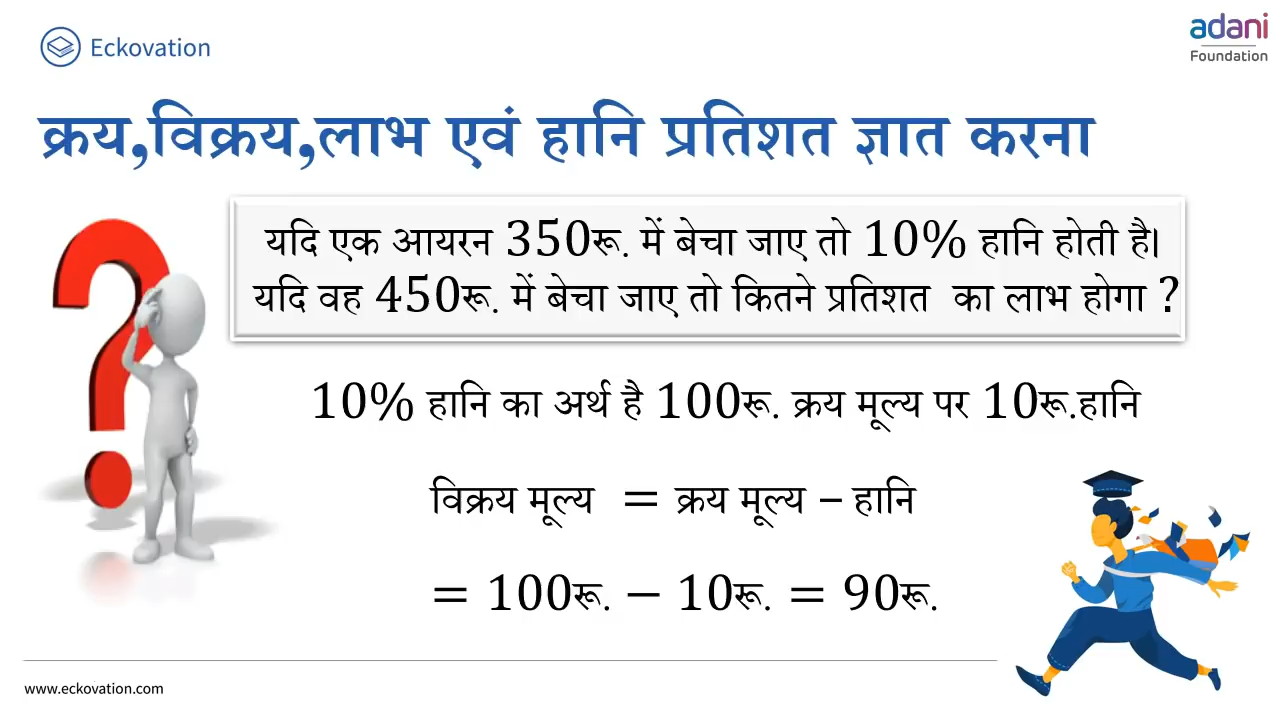 Eckovation
adani
Foundation
क्रय,विक्रय,लाभ एवं हानि प्रतिशत ज्ञात करना
यदि एक आयरन 350रू. में बेचा जाए तो 10% हानि होती है।
यदि वह 450रू. में बेचा जाए तो कितने प्रतिशत का लाभ होगा ?
10% हानि का अर्थ है 100रू. क्रय मूल्य पर 10रू.हानि
विक्रय मूल्य = क्रय मूल्य – हानि
= 100रू. − 10रू. = 90रू.
www.eckovation.com